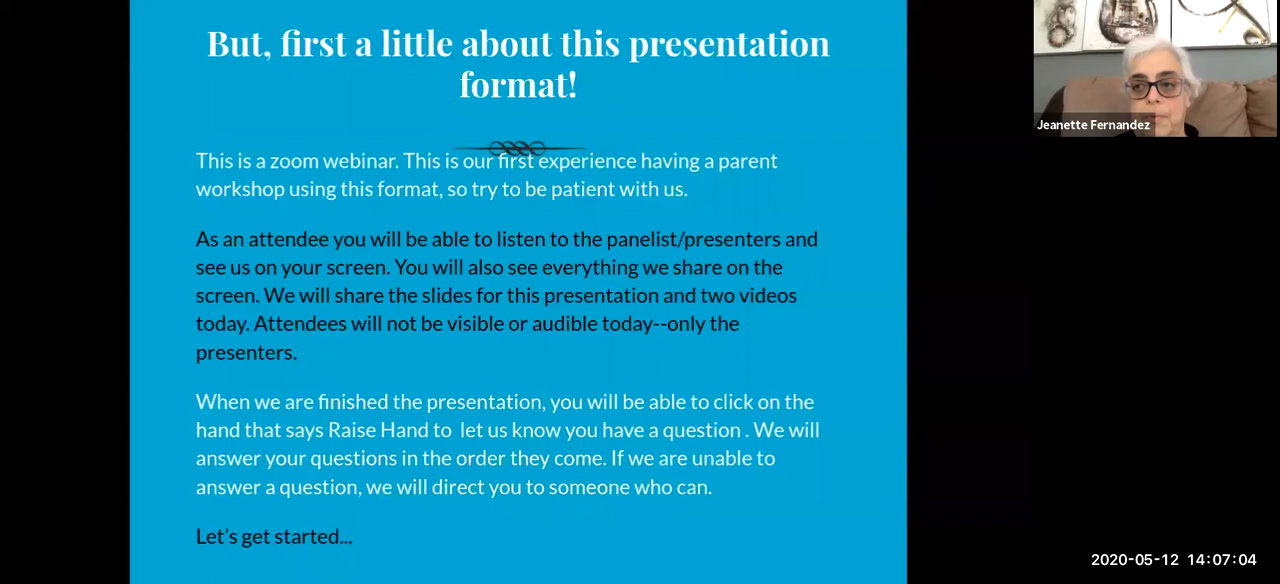 But, first a little about this presentation
format!
This is a zoom webinar. This is our first experience having a parent
workshop using this format, so try to be patient with us.
As an attendee you will be able to listen to the panelist/presenters and
see us on your screen. You will also see everything we share on the
screen. We will share the slides for this presentation and two videos
today. Attendees will not be visible or audible today--only the
presenters.
When we are finished the presentation, you will be able to click on the
hand that says Raise Hand to  let us know you have a question . We will
answer your questions in the order they come. If we are unable to
answer a question, we will direct you to someone who can.
Let's get started...
Jeanette Fernandez
2020-05-12 14:07:04